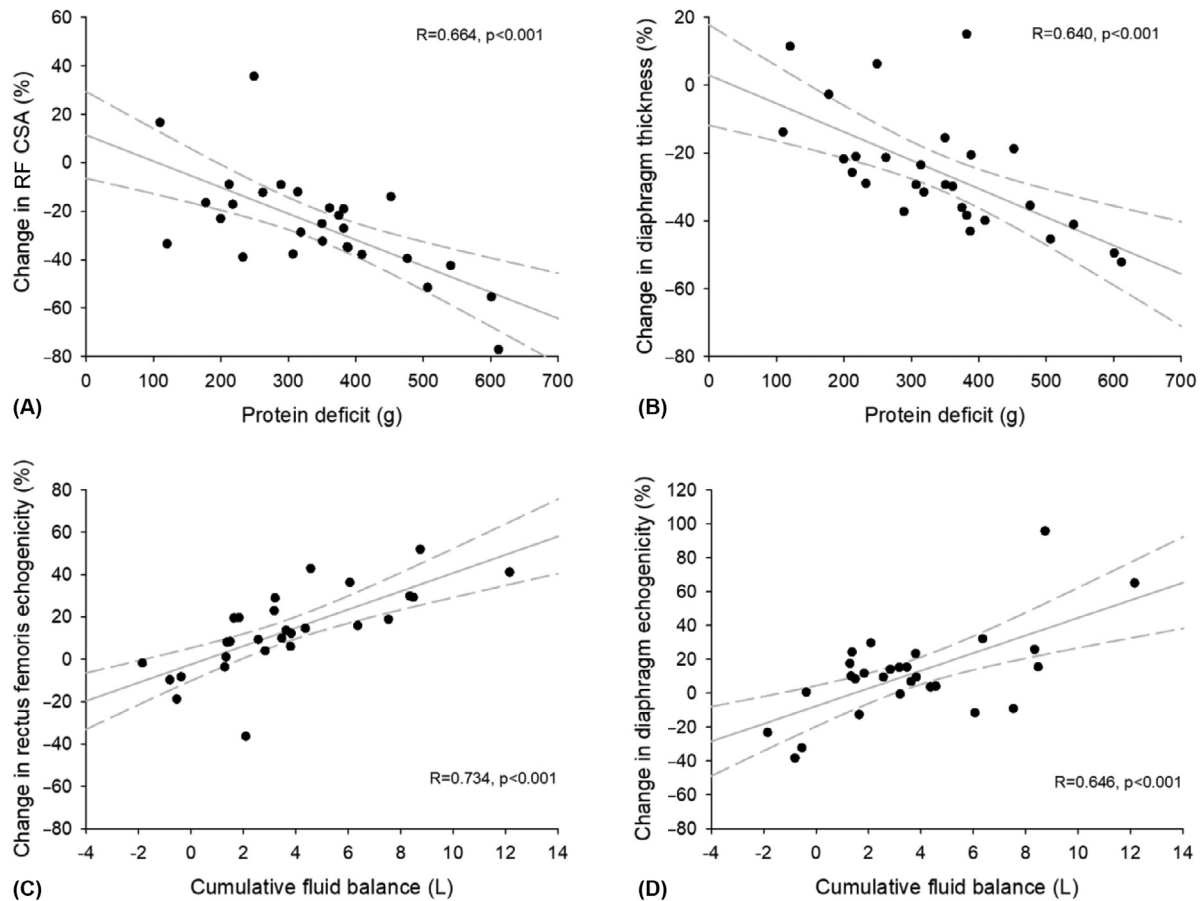 R=0.664, p<0.001
Change in RF CSA (%)
60
40
20
0
–20
–40
–60
–80
0 100 200 300 400 500 600 700
Protein deficit (g)
(A)
R=0.640, p<0.001
Change in diaphragm thickness (%)
20
0
–20
–40
–60
–80
0 100 200 300 400 500 600 700
Protein deficit (g)
(B)
Change in rectus femoris echogenicity (%)
80
60
40
20
0
–20
–40
–60
–80
R=0.734, p<0.001
–4 –2 0 2 4 6 8 10 12 14
Cumulative fluid balance (L)
(C)
Change in diaphragm echogenicity (%)
120
100
80
60
40
20
0
–20
–40
–60
–80
R=0.646, p<0.001
–4 –2 0 2 4 6 8 10 12 14
Cumulative fluid balance (L)
(D)